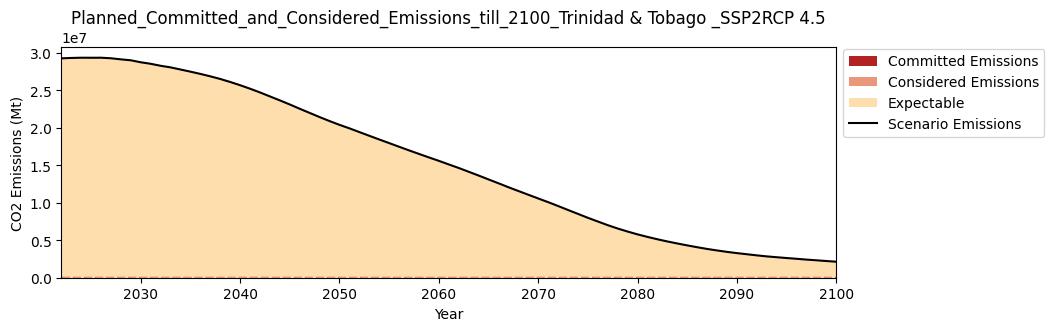 Planned_Committed_and_Considered_Emissions_till_2100_Trinidad & Tobago _SSP2RCP 4.5
1e7
3.0
2.5
2.0
1.5
1.0
0.5
0.0
CO2 Emissions (Mt)
2030 2040 2050 2060 2070 2080 2090 2100
Year
Committed Emissions
Considered Emissions
Expectable
Scenario Emissions